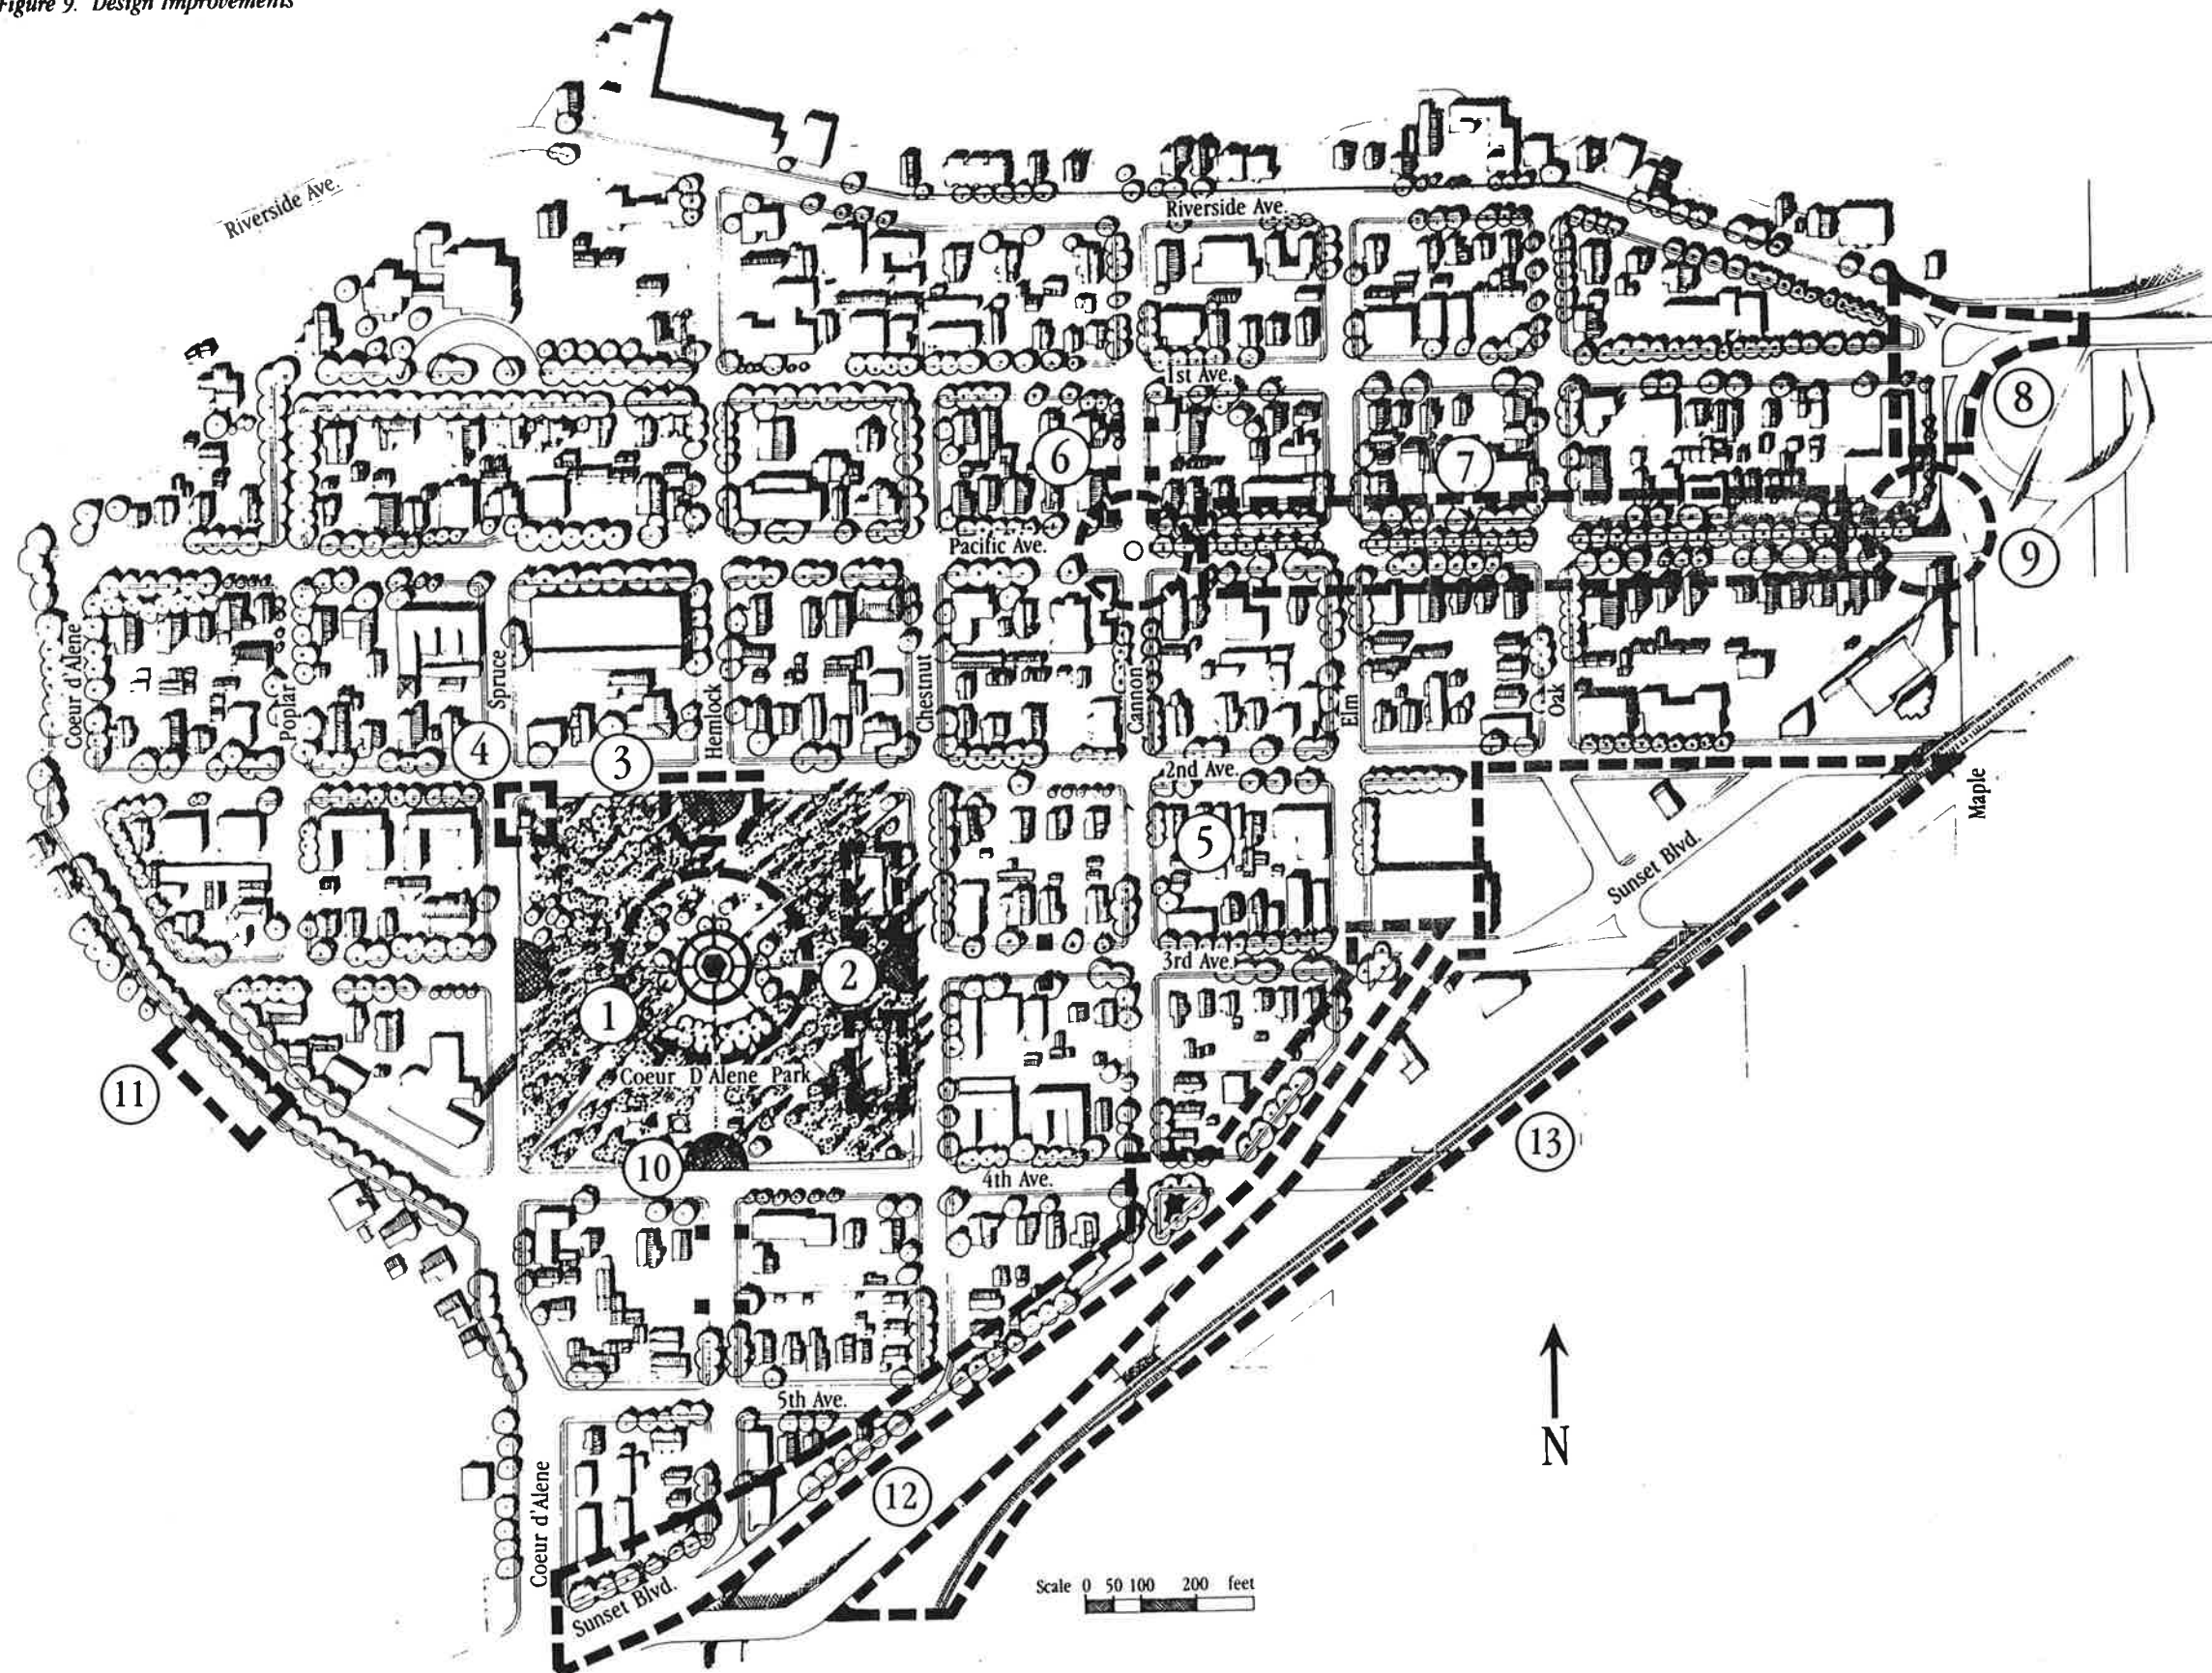 Figure 9. Design Improvements
Riverside Ave.
Riverside Ave.
1st Ave.
8
6
7
Pacific Ave.
9
Coeur d'Alene
Poplar
Spruce
Hemlock
Chestnut
Cannon
Elm
Oak
4
3
2nd Ave.
Maple
5
Sunset Blvd.
3rd Ave.
2
1
Coeur D'Alene Park
11
13
10
4th Ave.
5th Ave.
N
12
Coeur d'Alene
Sunset Blvd.
Scale 0 50 100 200 feet